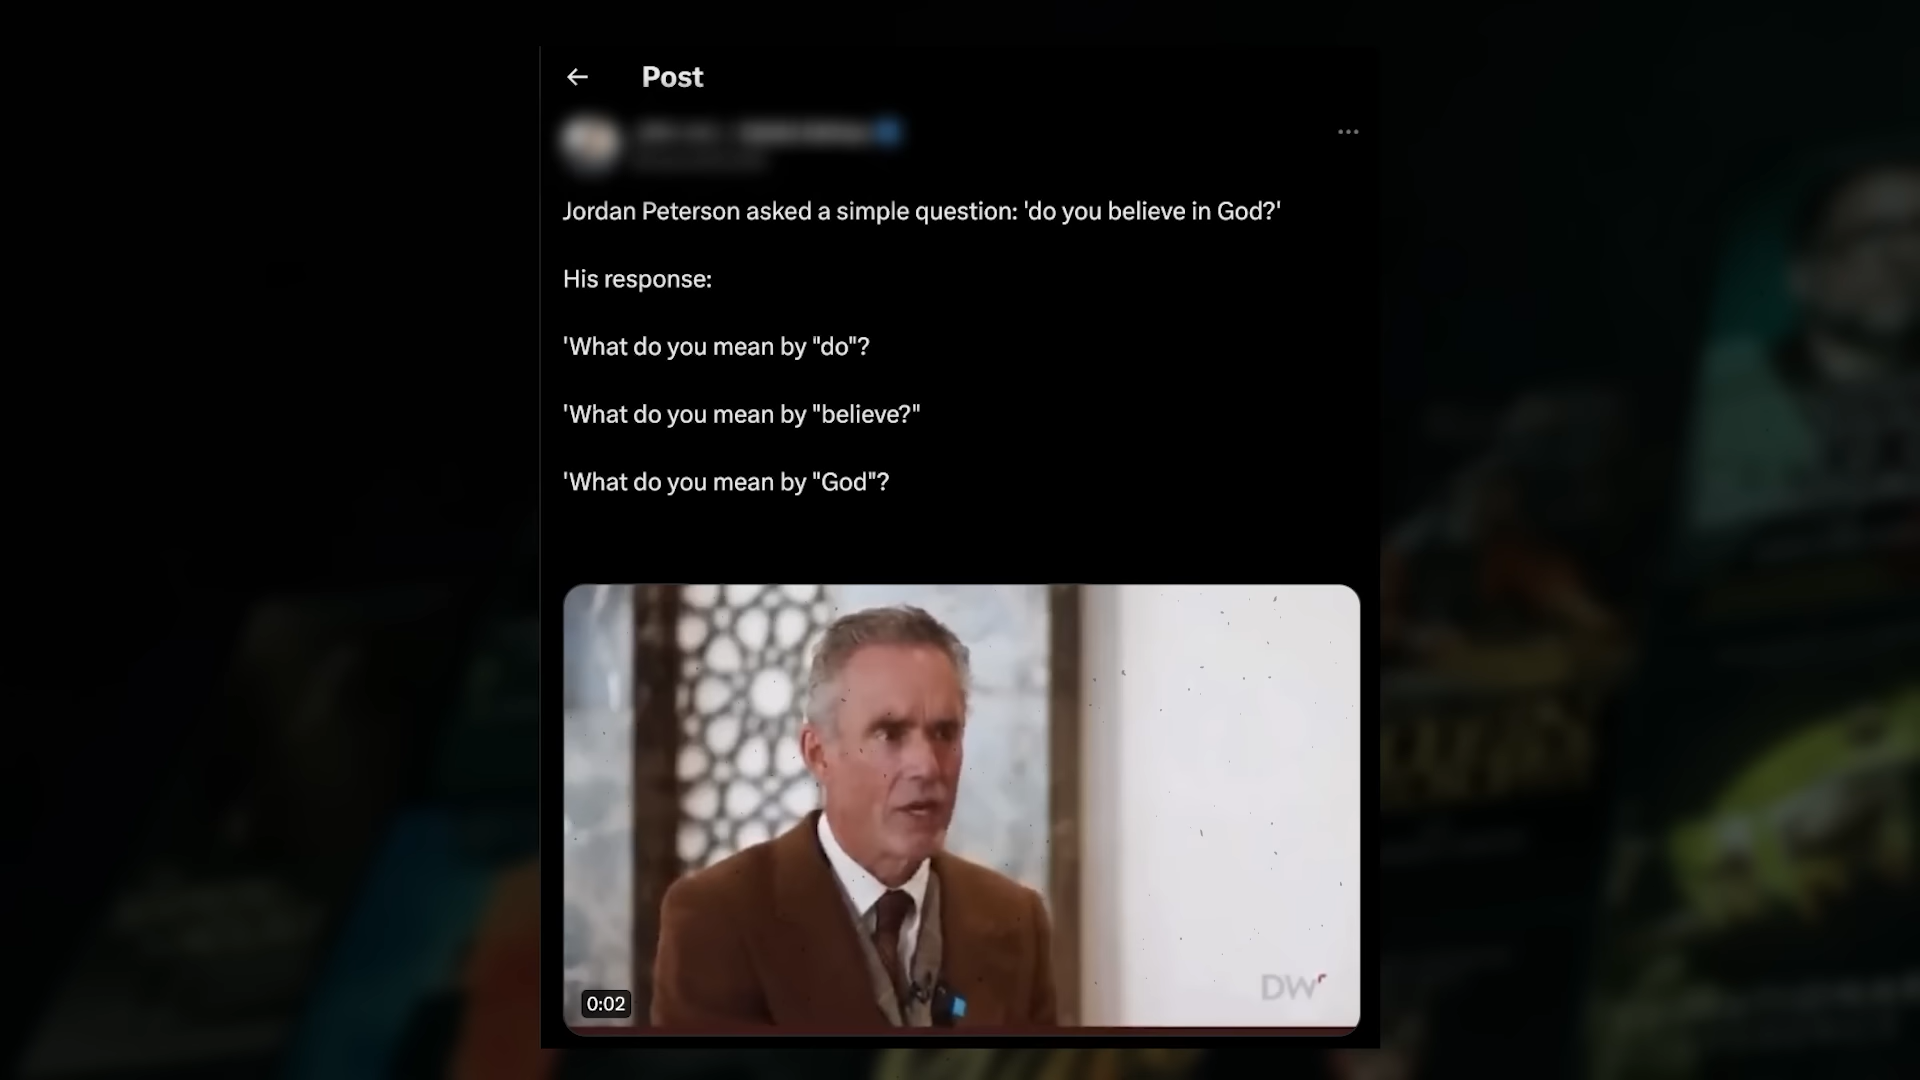 Post
Jordan Peterson asked a simple question: 'do you believe in God?'
His response:
'What do you mean by "do"?
'What do you mean by "believe?"
'What do you mean by "God"?
DW
0:02